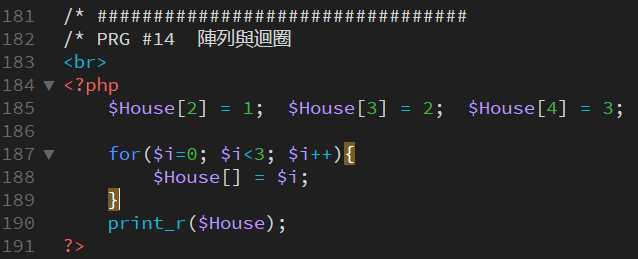 181 /* #################################
182 /* PRG #14  陣列與迴圈
183 <br>
184 ▼ <?php
185     $House[2] = 1;  $House[3] = 2;  $House[4] = 3;
186
187 ▼     for($i=0; $i<3; $i++){
188         $House[] = $i;
189     }
190     print_r($House);
191 ?>